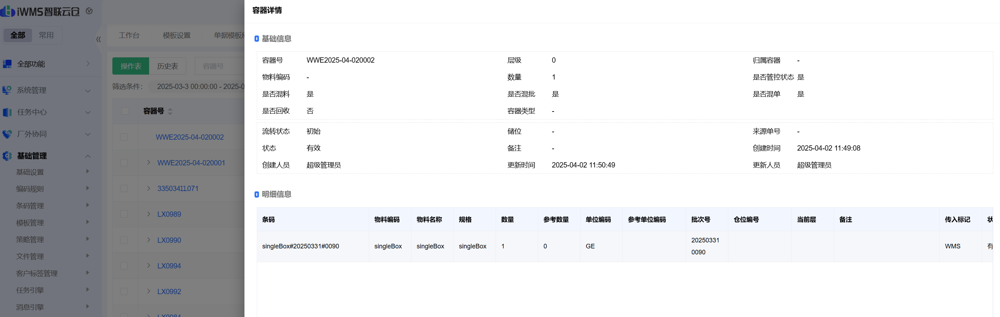 iWMS智联云仓
全部 常用
全部功能
系统管理
任务中心
厂外协同
基础管理
基础设置
编码规则
条码管理
模板管理
策略管理
文件管理
客户标签管理
任务引擎
消息引擎
工作台 模板设置 单据模板应
操作表 历史表 容器号
筛选条件： 2025-03-3 00:00:00 - 2025-0
容器号
WWE2025-04-020002
WWE2025-04-020001
33503411071
LX0989
LX0990
LX0994
LX0992
LX0984
容器详情
基础信息
容器号 WWE2025-04-020002 层级 0 归属容器 -
物料编码 - 数量 1 是否管控状态 是
是否混料 是 是否混批 是 是否混单 是
是否回收 否 容器类型 -
流转状态 初始 储位 - 来源单号 -
状态 有效 备注 - 创建时间 2025-04-02 11:49:08
创建人员 超级管理员 更新时间 2025-04-02 11:50:49 更新人员 超级管理员
明细信息
条码 物料编码 物料名称 规格 数量 参考数量 单位编码 参考单位编码 批次号 仓位编号 当前层 备注 传入标记 状
singleBox#20250331#0090 singleBox singleBox singleBox 1 0 GE 20250331 WMS 有
0090